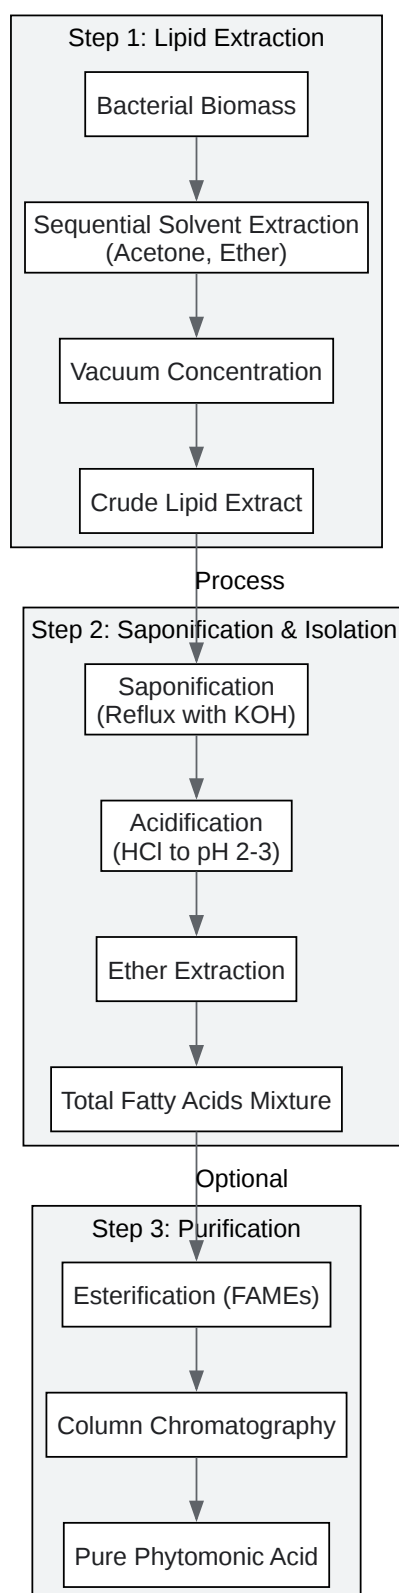 Step 1: Lipid Extraction
Bacterial Biomass
Sequential Solvent Extraction
(Acetone, Ether)
Vacuum Concentration
Crude Lipid Extract
Process
Step 2: Saponification & Isolation
Saponification
(Reflux with KOH)
Acidification
(HCl to pH 2-3)
Ether Extraction
Total Fatty Acids Mixture
Optional
Step 3: Purification
Esterification (FAMEs)
Column Chromatography
Pure Phytomonic Acid